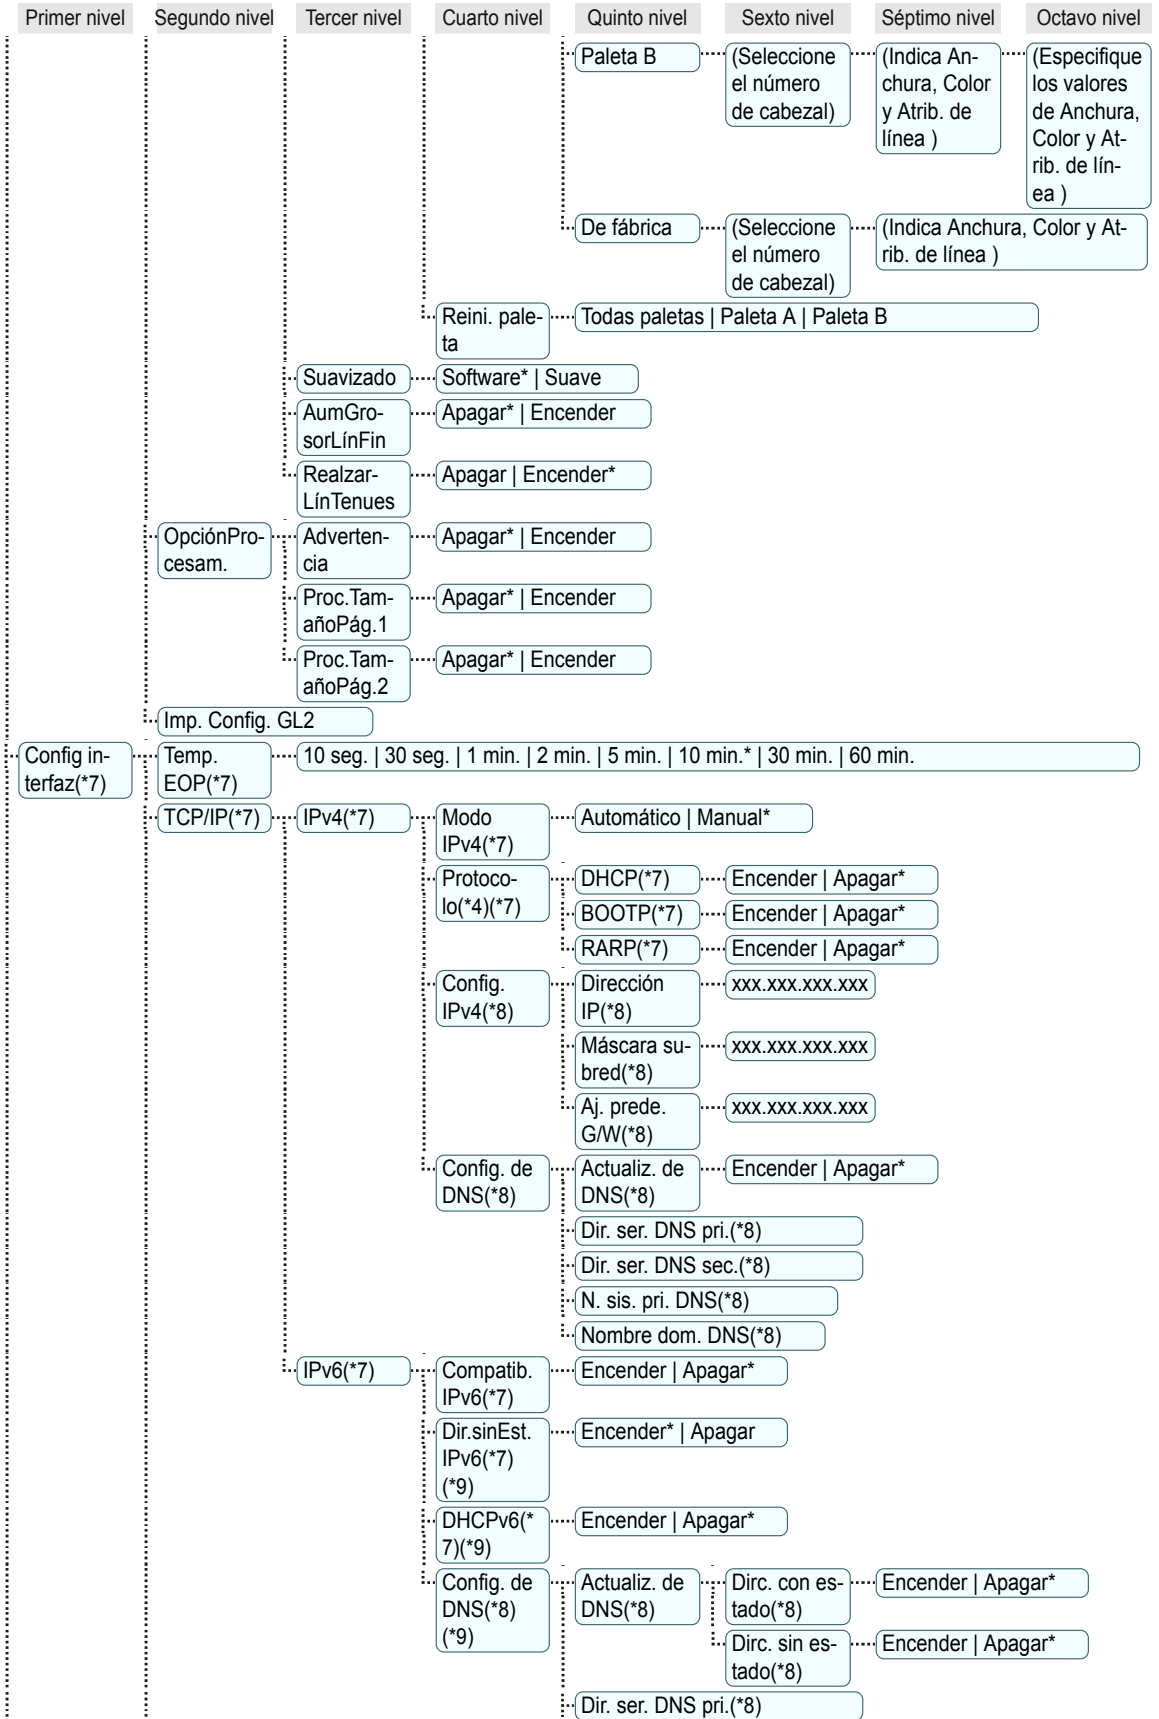 Primer nivel
Segundo nivel
Tercer nivel
Cuarto nivel
Quinto nivel
Sexto nivel
Séptimo nivel
Octavo nivel
Paleta B
(Seleccione
el número
de cabezal)
(Indica An-
chura, Color
y Atrib. de
línea )
(Especifique
los valores
de Anchura,
Color y At-
rib. de lín-
ea )
De fábrica
(Seleccione
el número
de cabezal)
(Indica Anchura, Color y At-
rib. de línea )
Reini. pale-
ta
Todas paletas | Paleta A | Paleta B
Suavizado
Software* | Suave
AumGro-
sorLínFin
Apagar* | Encender
Realzar-
LínTenues
Apagar | Encender*
OpciónPro-
cesam.
Adverten-
cia
Apagar* | Encender
Proc.Tam-
añoPág.1
Apagar* | Encender
Proc.Tam-
añoPág.2
Apagar* | Encender
Imp. Config. GL2
Config in-
terfaz(*7)
Temp.
EOP(*7)
10 seg. | 30 seg. | 1 min. | 2 min. | 5 min. | 10 min.* | 30 min. | 60 min.
TCP/IP(*7)
IPv4(*7)
Modo
IPv4(*7)
Automático | Manual*
Protoco-
lo(*4)(*7)
DHCP(*7)
Encender | Apagar*
BOOTP(*7)
Encender | Apagar*
RARP(*7)
Encender | Apagar*
Config.
IPv4(*8)
Dirección
IP(*8)
xxx.xxx.xxx.xxx
Máscara su-
bred(*8)
xxx.xxx.xxx.xxx
Aj. prede.
G/W(*8)
xxx.xxx.xxx.xxx
Config. de
DNS(*8)
Actualiz. de
DNS(*8)
Encender | Apagar*
Dir. ser. DNS pri.(*8)
Dir. ser. DNS sec.(*8)
N. sis. pri. DNS(*8)
Nombre dom. DNS(*8)
IPv6(*7)
Compatib.
IPv6(*7)
Encender | Apagar*
Dir.sinEst.
IPv6(*7)
(*9)
Encender* | Apagar
DHCPv6(*
7)(*9)
Encender | Apagar*
Config. de
DNS(*8)
(*9)
Actualiz. de
DNS(*8)
Dirc. con es-
tado(*8)
Encender | Apagar*
Dirc. sin es-
tado(*8)
Encender | Apagar*
Dir. ser. DNS pri.(*8)